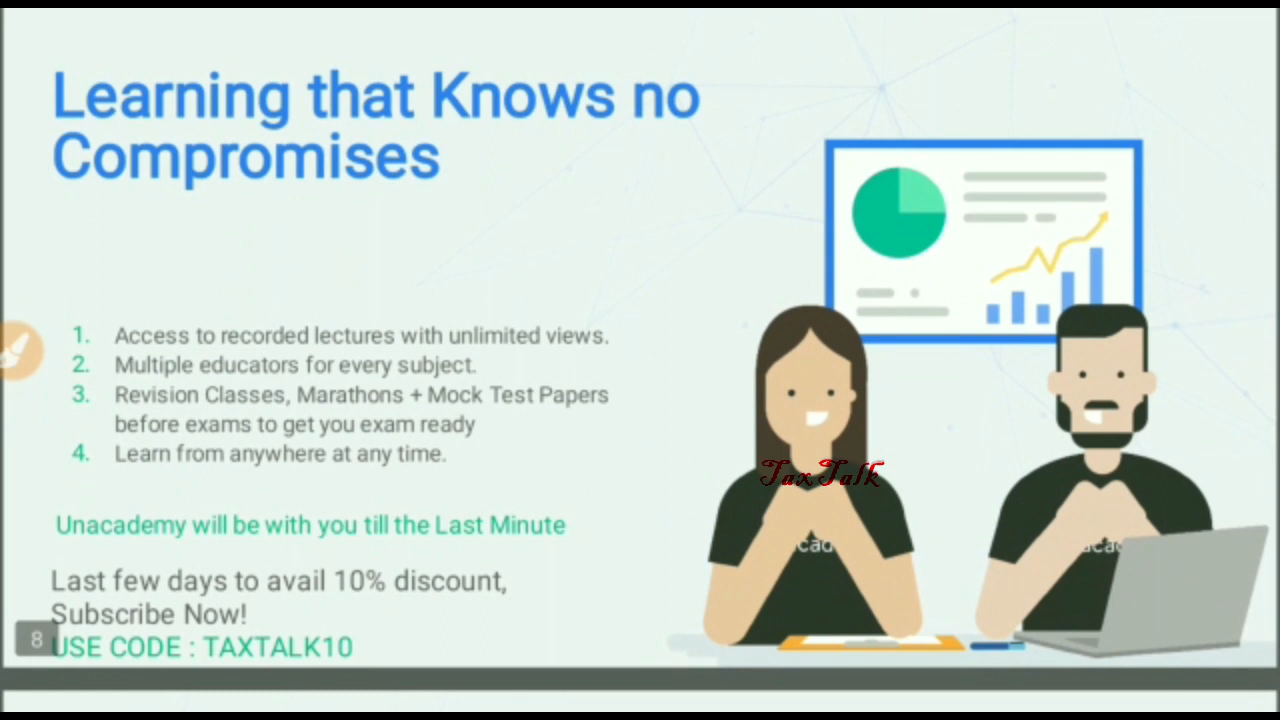 Learning that Knows no
Compromises
1. Access to recorded lectures with unlimited views.
2. Multiple educators for every subject.
3. Revision Classes, Marathons + Mock Test Papers
before exams to get you exam ready
4. Learn from anywhere at any time.
TaxTalk
Unacademy will be with you till the Last Minute
cad
acac
Last few days to avail 10% discount,
Subscribe Now!
8
USE CODE : TAXTALK10